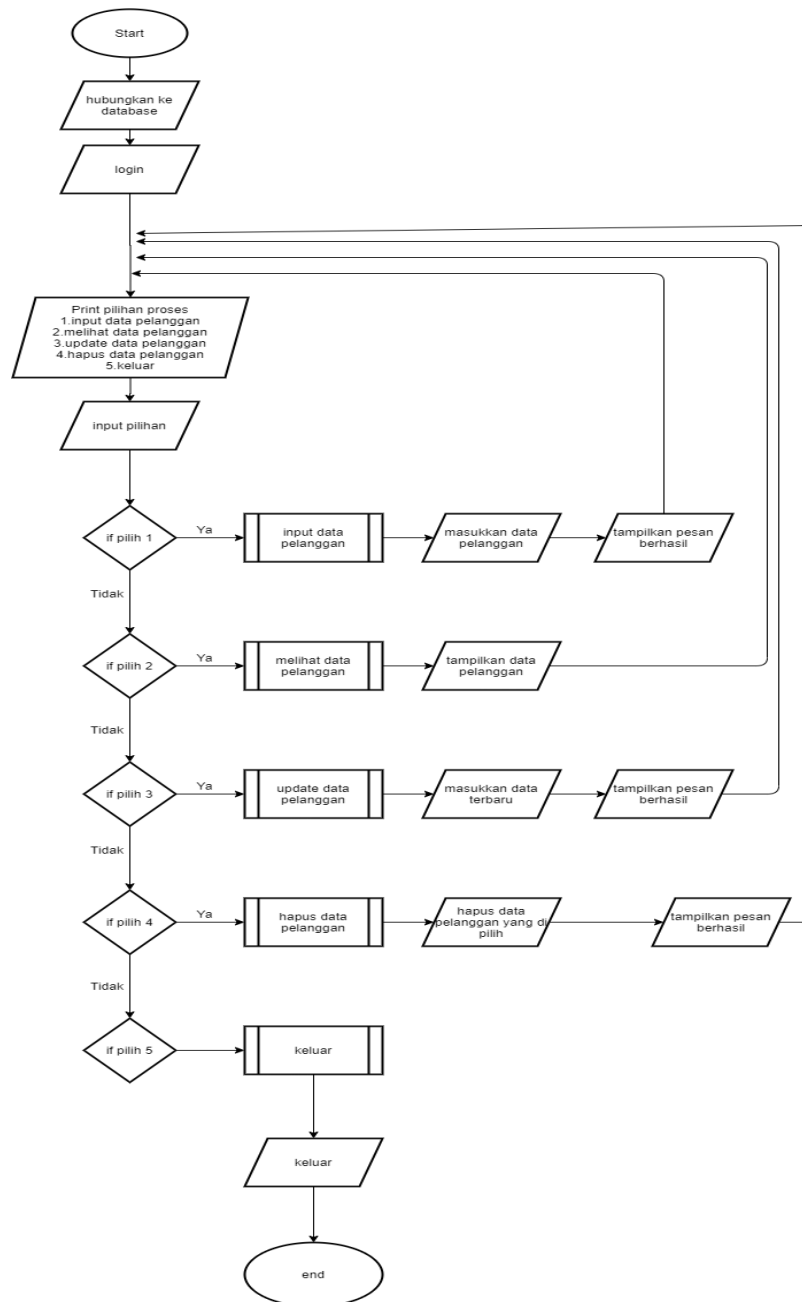 Start
hubungkan ke
database
login
Print pilihan proses
1.input data pelanggan
2.melihat data pelanggan
3.update data pelanggan
4.hapus data pelanggan
5.keluar
input pilihan
if pilih 1
Ya
input data
pelanggan
masukkan data
pelanggan
tampilkan pesan
berhasil
Tidak
if pilih 2
Ya
melihat data
pelanggan
tampilkan data
pelanggan
Tidak
if pilih 3
Ya
update data
pelanggan
masukkan data
terbaru
tampilkan pesan
berhasil
Tidak
if pilih 4
Ya
hapus data
pelanggan
hapus data
pelanggan yang di
pilih
tampilkan pesan
berhasil
Tidak
if pilih 5
keluar
keluar
end